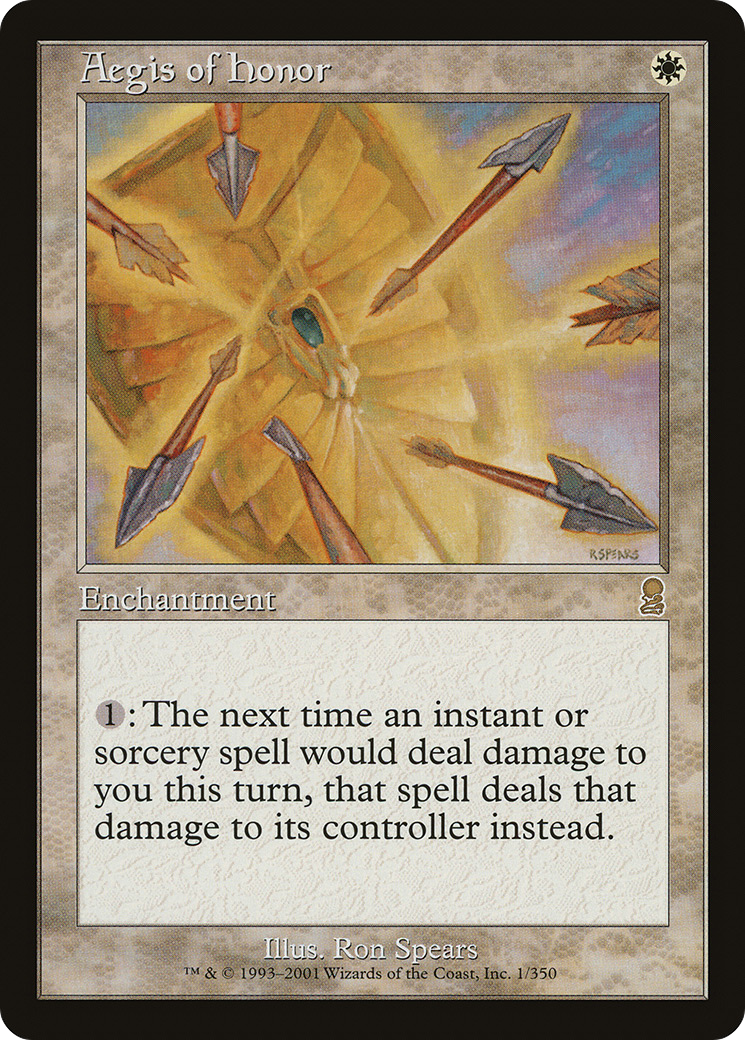 Aegis of Honor
R.SPEARS
Enchantment
1: The next time an instant or
sorcery spell would deal damage to
you this turn, that spell deals that
damage to its controller instead.
Illus. Ron Spears
™ & © 1993–2001 Wizards of the Coast, Inc. 1/350